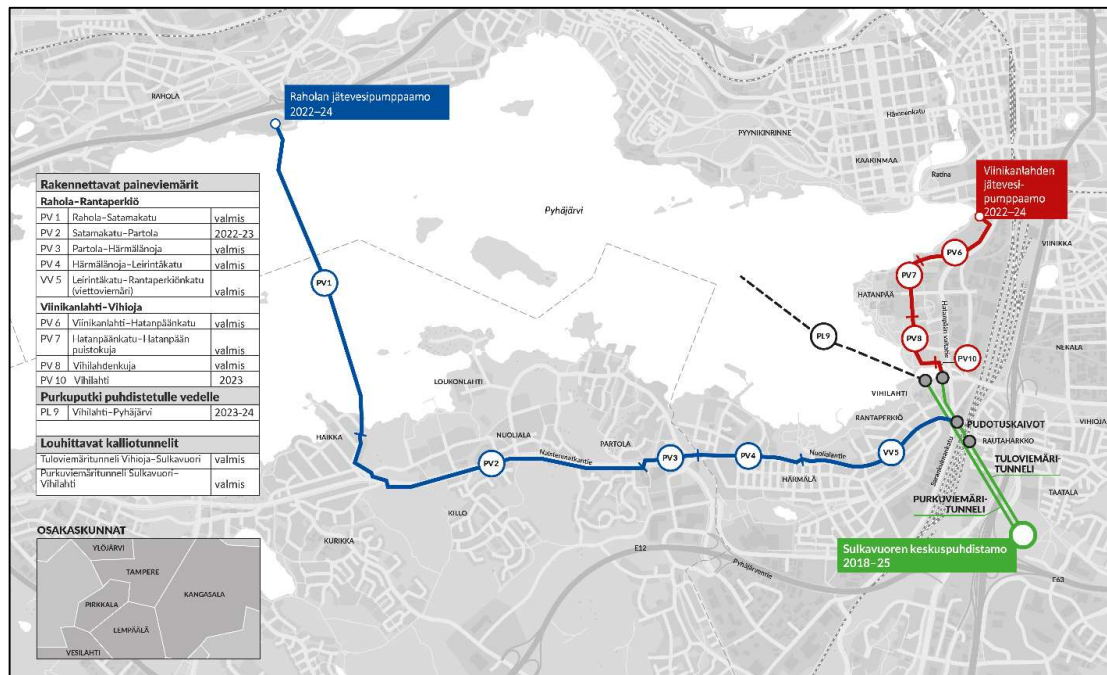 RAHOLA
Raholan jätevesipumppaamo
2022–24
PYYNIKINRINNE
Hämeenkatu
KAAKINMAA
Ratina
Viinikanlahden
jätevesi-
pumppaamo
2022–24
VIINIKKA
Pyhäjärvi
Rakennettavat paineviemärit
Rahola–Rantaperkiö
PV 1 Rahola–Satamakatu valmis
PV 2 Satamakatu–Partola 2022-23
PV 3 Partola–Härmälänoja valmis
PV 4 Härmälänoja–Leirintäkatu valmis
VV 5 Leirintäkatu–Rantaperkiönkatu
(viettoviemäri) valmis
Viinikanlahti–Vihioja
PV 6 Viinikanlahti–Hatanpäänkatu valmis
PV 7 Hatanpäänkatu–Hatanpään
puistokuja valmis
PV 8 Vihilahdenkuja valmis
PV 10 Vihilahti 2023
Purkuputki puhdistetulle vedelle
PL 9 Vihilahti–Pyhäjärvi 2023-24
Louhittavat kalliotunnelit
Tuloviemäritunneli Vihioja–Sulkavuori valmis
Purkuviemäritunneli Sulkavuori–
Vihilahti valmis
PV1
PV6
PV7
HATANPÄÄ
Hatanpään valtatie
PL9
PV8
PV10
NEKALA
VIHILAHTI
LOUKONLAHTI
RANTAPERKIÖ
PUDOTUSKAIVOT
VIHIOJA
HAIKKA
NUOLIALA
PARTOLA
RAUTAHARKKO
PV2
Naistenmatkantie
PV3
PV4
Nuolialantie
VV5
HÄRMÄLÄ
TULOVIEMÄRI-
TUNNELI
TAATALA
PURKUVIEMÄRI-
TUNNELI
KILLO
KURIKKA
E12
Pyhäjärventie
Sulkavuoren keskuspuhdistamo
2018–25
E63
OSAKASKUNNAT
YLÖJÄRVI
TAMPERE
KANGASALA
PIRKKALA
LEMPÄÄLÄ
VESILAHTI